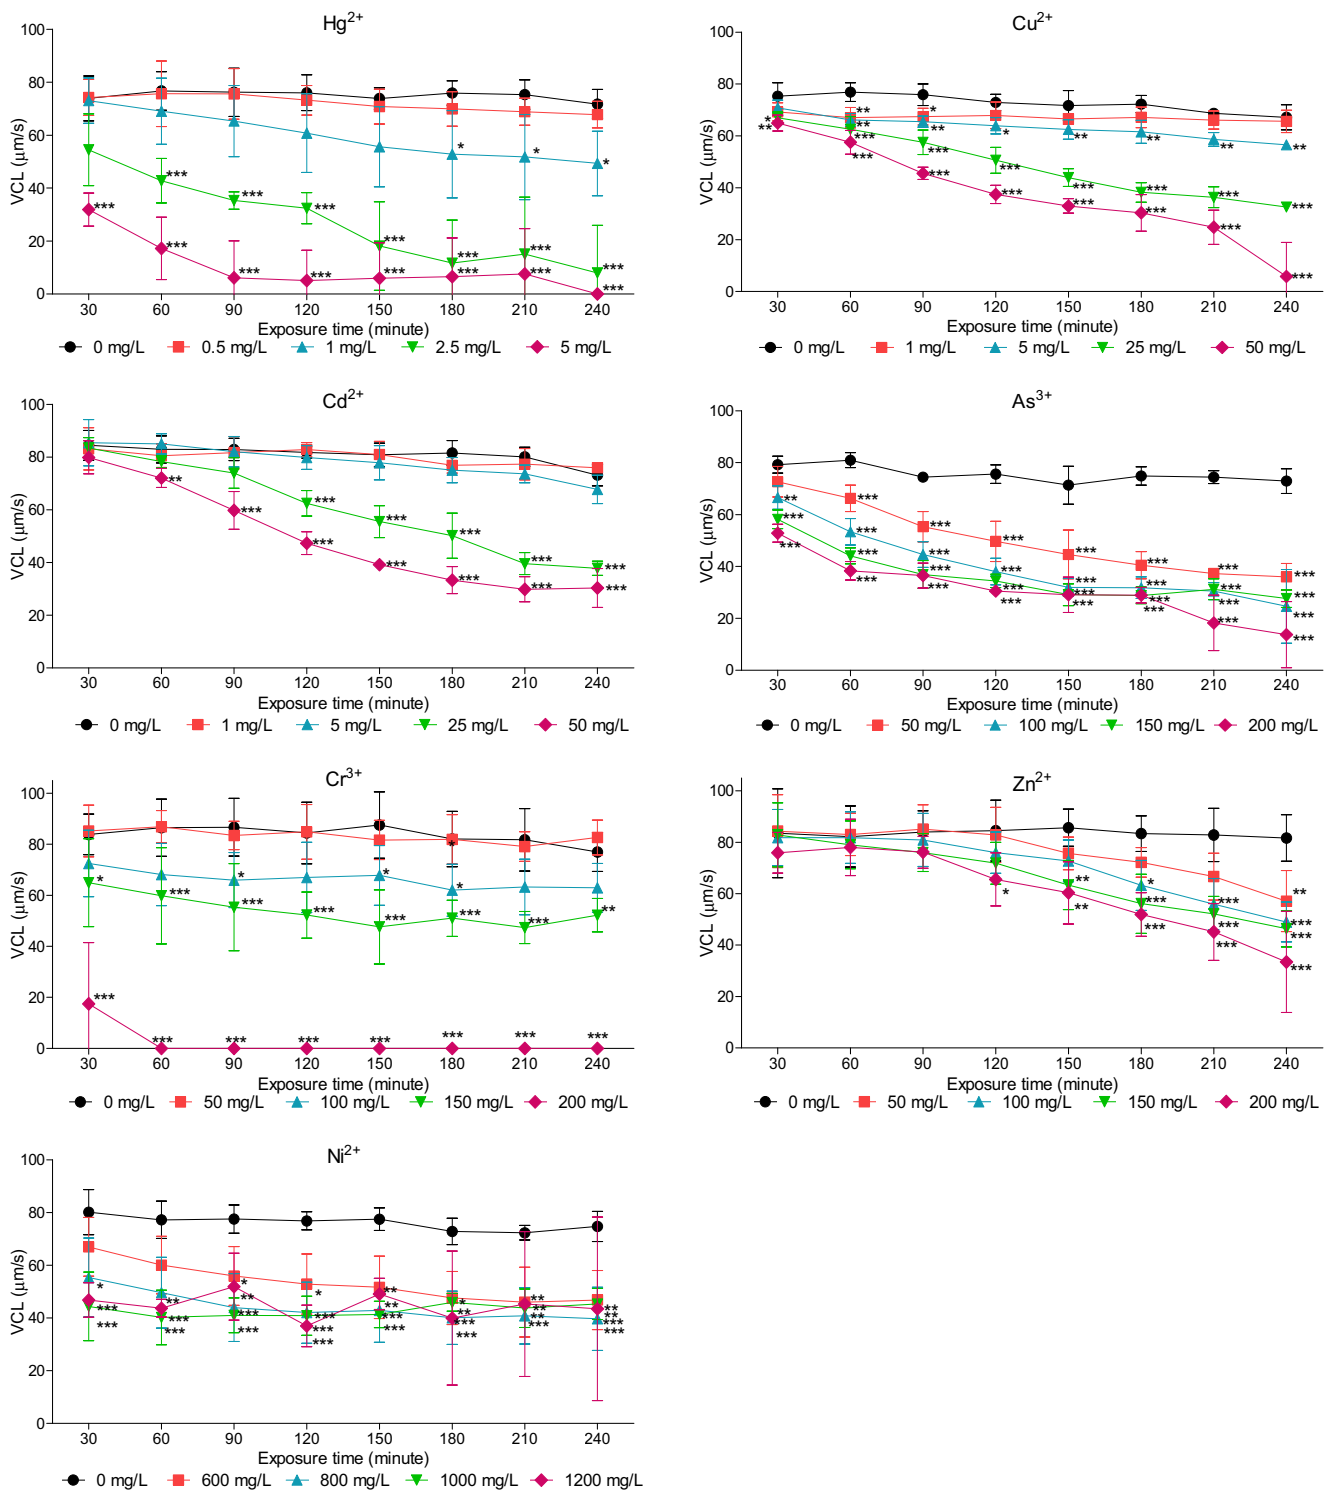 Hg2+
VCL (µm/s)
100
80
60
40
20
0
30 60 90 120 150 180 210 240
Exposure time (minute)
0 mg/L 0.5 mg/L 1 mg/L 2.5 mg/L 5 mg/L
Cu2+
VCL (µm/s)
100
80
60
40
20
0
30 60 90 120 150 180 210 240
Exposure time (minute)
0 mg/L 1 mg/L 5 mg/L 25 mg/L 50 mg/L
Cd2+
VCL (µm/s)
100
80
60
40
20
0
30 60 90 120 150 180 210 240
Exposure time (minute)
0 mg/L 1 mg/L 5 mg/L 25 mg/L 50 mg/L
As3+
VCL (µm/s)
100
80
60
40
20
0
30 60 90 120 150 180 210 240
Exposure time (minute)
0 mg/L 50 mg/L 100 mg/L 150 mg/L 200 mg/L
Cr3+
VCL (µm/s)
100
80
60
40
20
0
30 60 90 120 150 180 210 240
Exposure time (minute)
0 mg/L 50 mg/L 100 mg/L 150 mg/L 200 mg/L
Zn2+
VCL (µm/s)
100
80
60
40
20
0
30 60 90 120 150 180 210 240
Exposure time (minute)
0 mg/L 50 mg/L 100 mg/L 150 mg/L 200 mg/L
Ni2+
VCL (µm/s)
100
80
60
40
20
0
30 60 90 120 150 180 210 240
Exposure time (minute)
0 mg/L 600 mg/L 800 mg/L 1000 mg/L 1200 mg/L